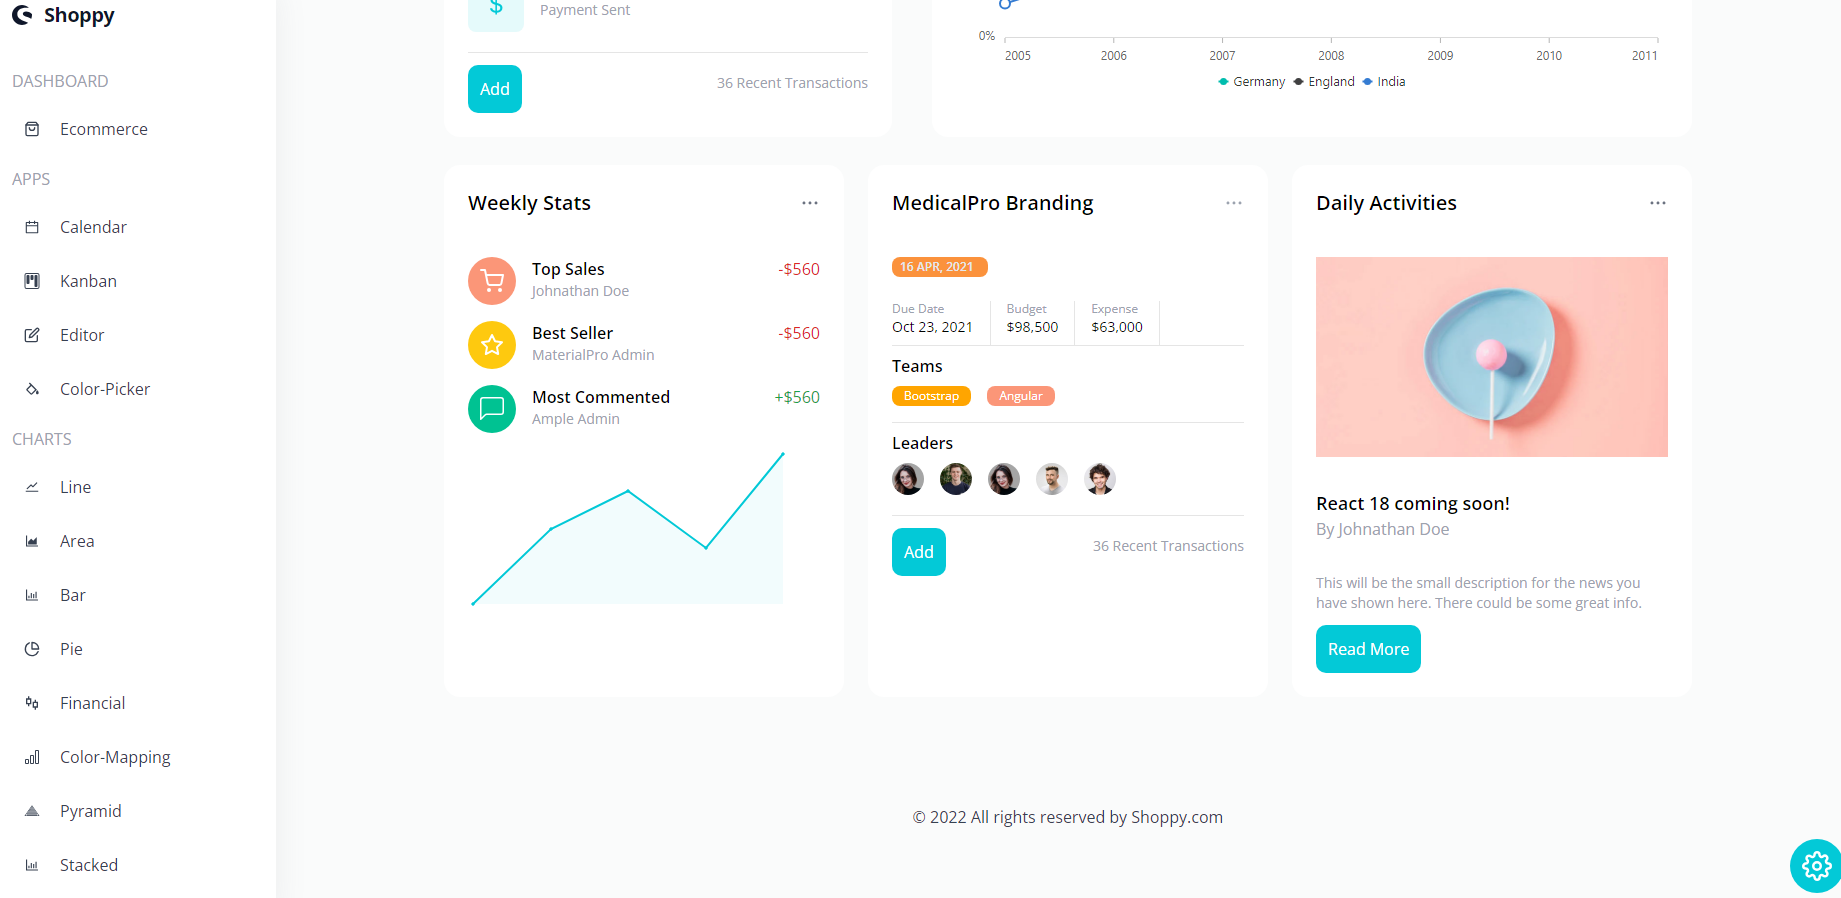 Shoppy
DASHBOARD
Ecommerce
APPS
Calendar
Kanban
Editor
Color-Picker
CHARTS
Line
Area
Bar
Pie
Financial
Color-Mapping
Pyramid
Stacked
$
Payment Sent
Add
36 Recent Transactions
0%
2005 2006 2007 2008 2009 2010 2011
Germany England India
Weekly Stats
Top Sales -$560
Johnathan Doe
Best Seller -$560
MaterialPro Admin
Most Commented +$560
Ample Admin
MedicalPro Branding
16 APR, 2021
Due Date Budget Expense
Oct 23, 2021 $98,500 $63,000
Teams
Bootstrap Angular
Leaders
Add
36 Recent Transactions
Daily Activities
React 18 coming soon!
By Johnathan Doe
This will be the small description for the news you
have shown here. There could be some great info.
Read More
© 2022 All rights reserved by Shoppy.com